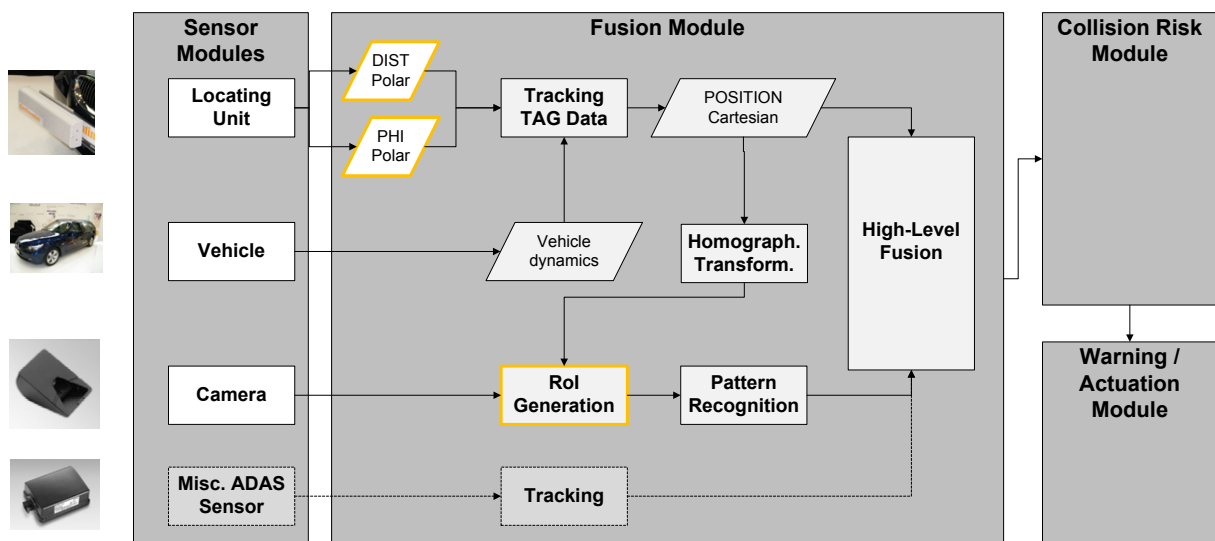 Sensor
Modules
Fusion Module
Collision Risk
Module
DIST
Polar
Locating
Unit
PHI
Polar
Tracking
TAG Data
POSITION
Cartesian
Vehicle
Vehicle
dynamics
Homograph.
Transform.
High-Level
Fusion
Camera
RoI
Generation
Pattern
Recognition
Warning /
Actuation
Module
Misc. ADAS
Sensor
Tracking